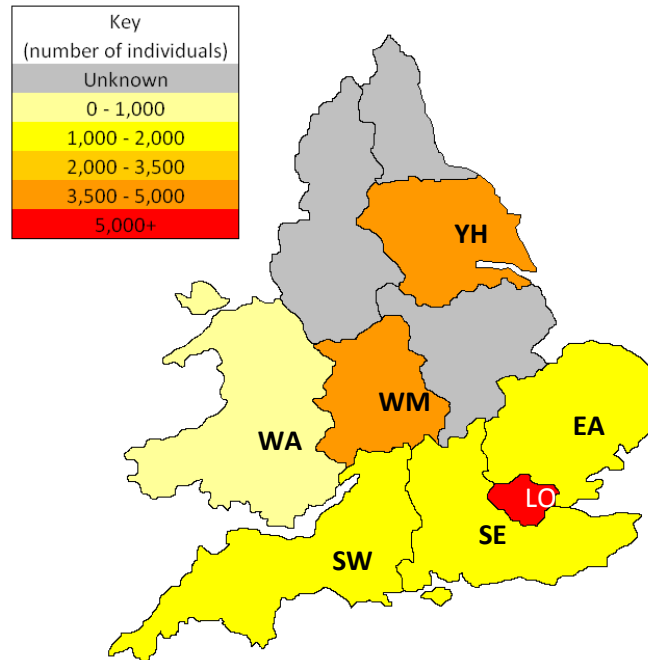 Key
(number of individuals)
Unknown
0 - 1,000
1,000 - 2,000
2,000 - 3,500
3,500 - 5,000
5,000+
YH
WM
WA
EA
LO
SE
SW